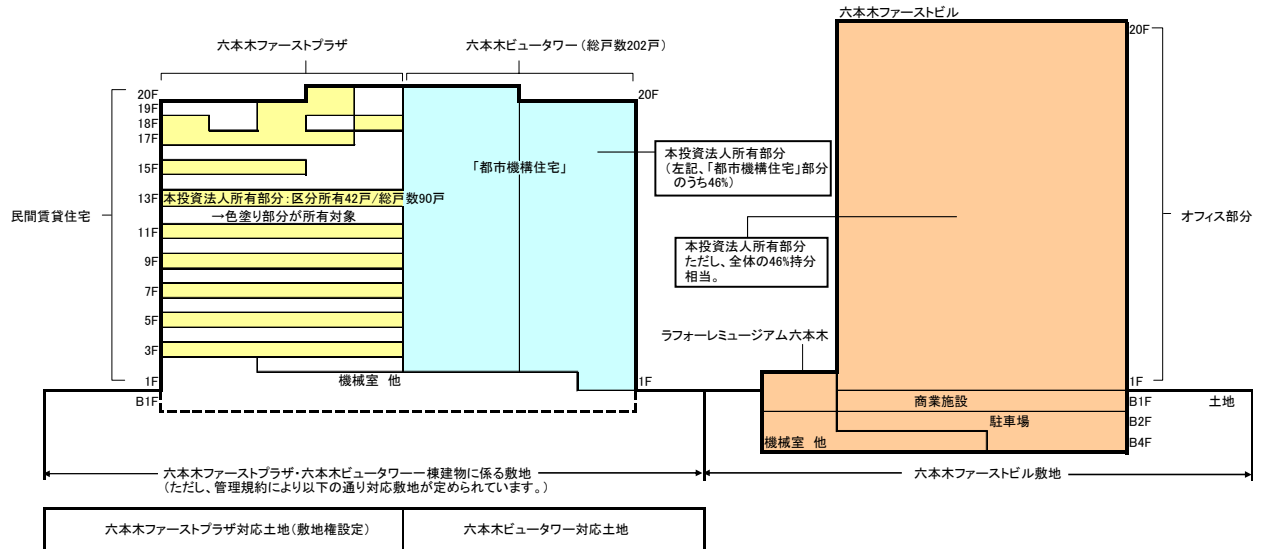 六本木ファーストビル
六本木ファーストプラザ
六本木ビュータワー（総戸数202戸）
20F
19F
18F
17F
15F
13F
11F
9F
7F
5F
3F
1F
B1F
民間賃貸住宅
本投資法人所有部分：区分所有42戸/総戸数90戸
→色塗り部分が所有対象
機械室 他
「都市機構住宅」
20F
1F
本投資法人所有部分
（左記、「都市機構住宅」部分
のうち46%）
本投資法人所有部分
ただし、全体の46%持分
相当。
ラフォーレミュージアム六本木
20F
オフィス部分
1F
商業施設
B1F
土地
駐車場
B2F
機械室 他
B4F
六本木ファーストプラザ・六本木ビュータワー一棟建物に係る敷地
（ただし、管理規約により以下の通り対応敷地が定められています。）
六本木ファーストビル敷地
六本木ファーストプラザ対応土地（敷地権設定）
六本木ビュータワー対応土地